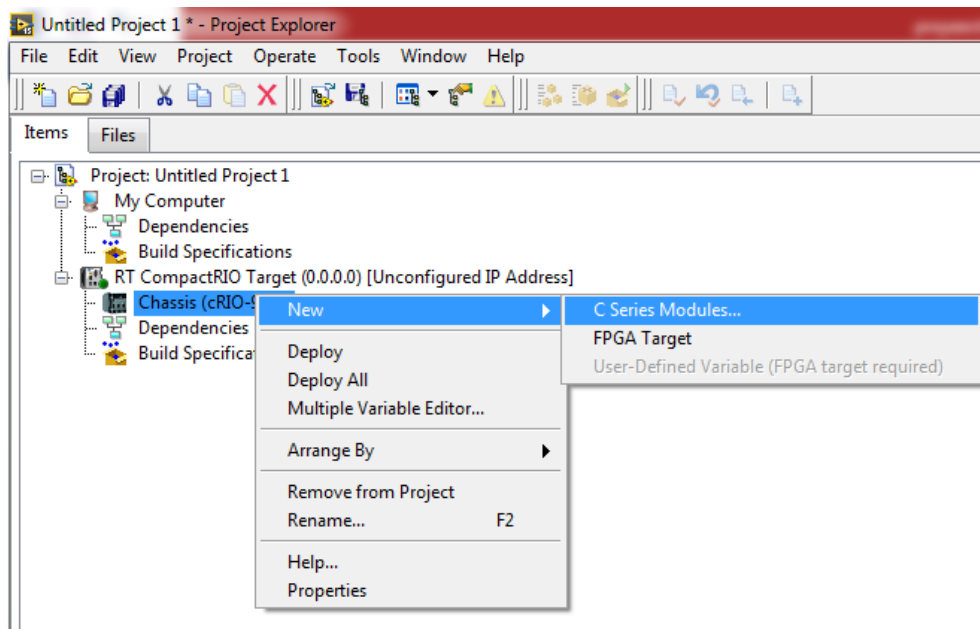 Untitled Project 1 * - Project Explorer
File Edit View Project Operate Tools Window Help
Items Files
Project: Untitled Project 1
My Computer
Dependencies
Build Specifications
RT CompactRIO Target (0.0.0.0) [Unconfigured IP Address]
Chassis (cRIO-9
Dependencies
Build Specifica
New
Deploy
Deploy All
Multiple Variable Editor...
Arrange By
Remove from Project
Rename... F2
Help...
Properties
C Series Modules...
FPGA Target
User-Defined Variable (FPGA target required)